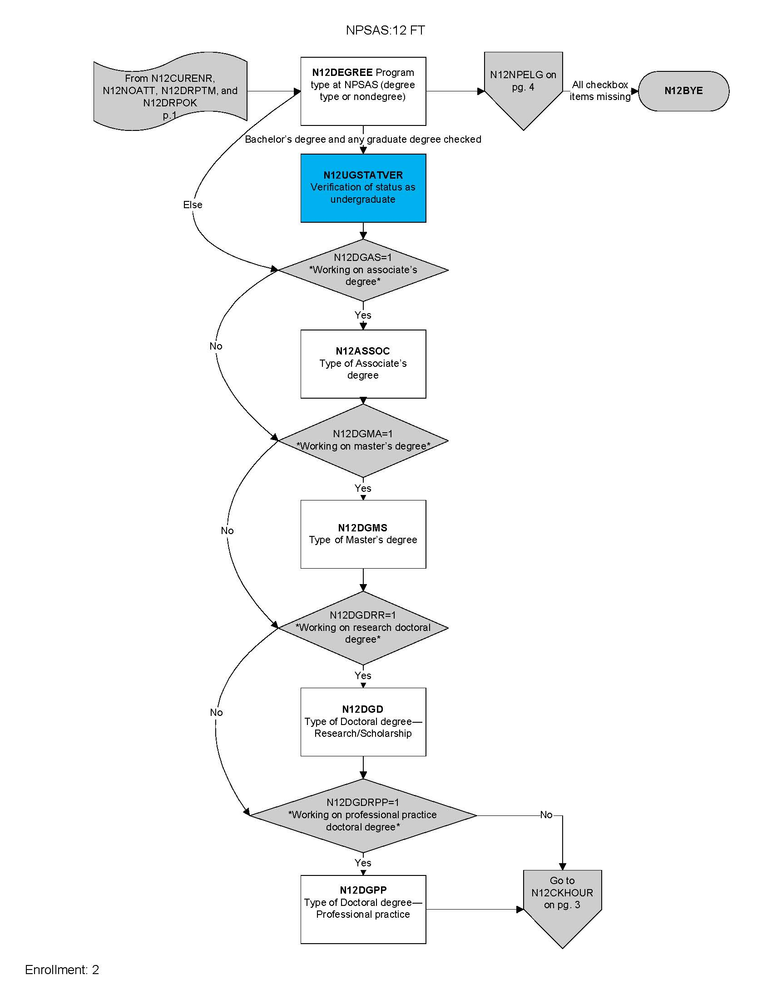 NPSAS:12 FT
From N12CURENR,
N12NOATT, N12DRPTM, and
N12DRPOK
p.1
N12DEGREE Program
type at NPSAS (degree
type or nondegree)
N12NPELG on
pg. 4
All checkbox
items missing
N12BYE
Bachelor's degree and any graduate degree checked
N12UGSTATVER
Verification of status as
undergraduate
Else
N12DGAS=1
*Working on associate's
degree*
Yes
No
N12ASSOC
Type of Associate's
degree
N12DGMA=1
*Working on master's degree*
Yes
No
N12DGMS
Type of Master's degree
N12DGDRR=1
*Working on research doctoral
degree*
Yes
No
N12DGD
Type of Doctoral degree—
Research/Scholarship
N12DGDRPP=1
*Working on professional practice
doctoral degree*
No
Yes
N12DGPP
Type of Doctoral degree—
Professional practice
Go to
N12CKHOUR
on pg. 3
Enrollment: 2